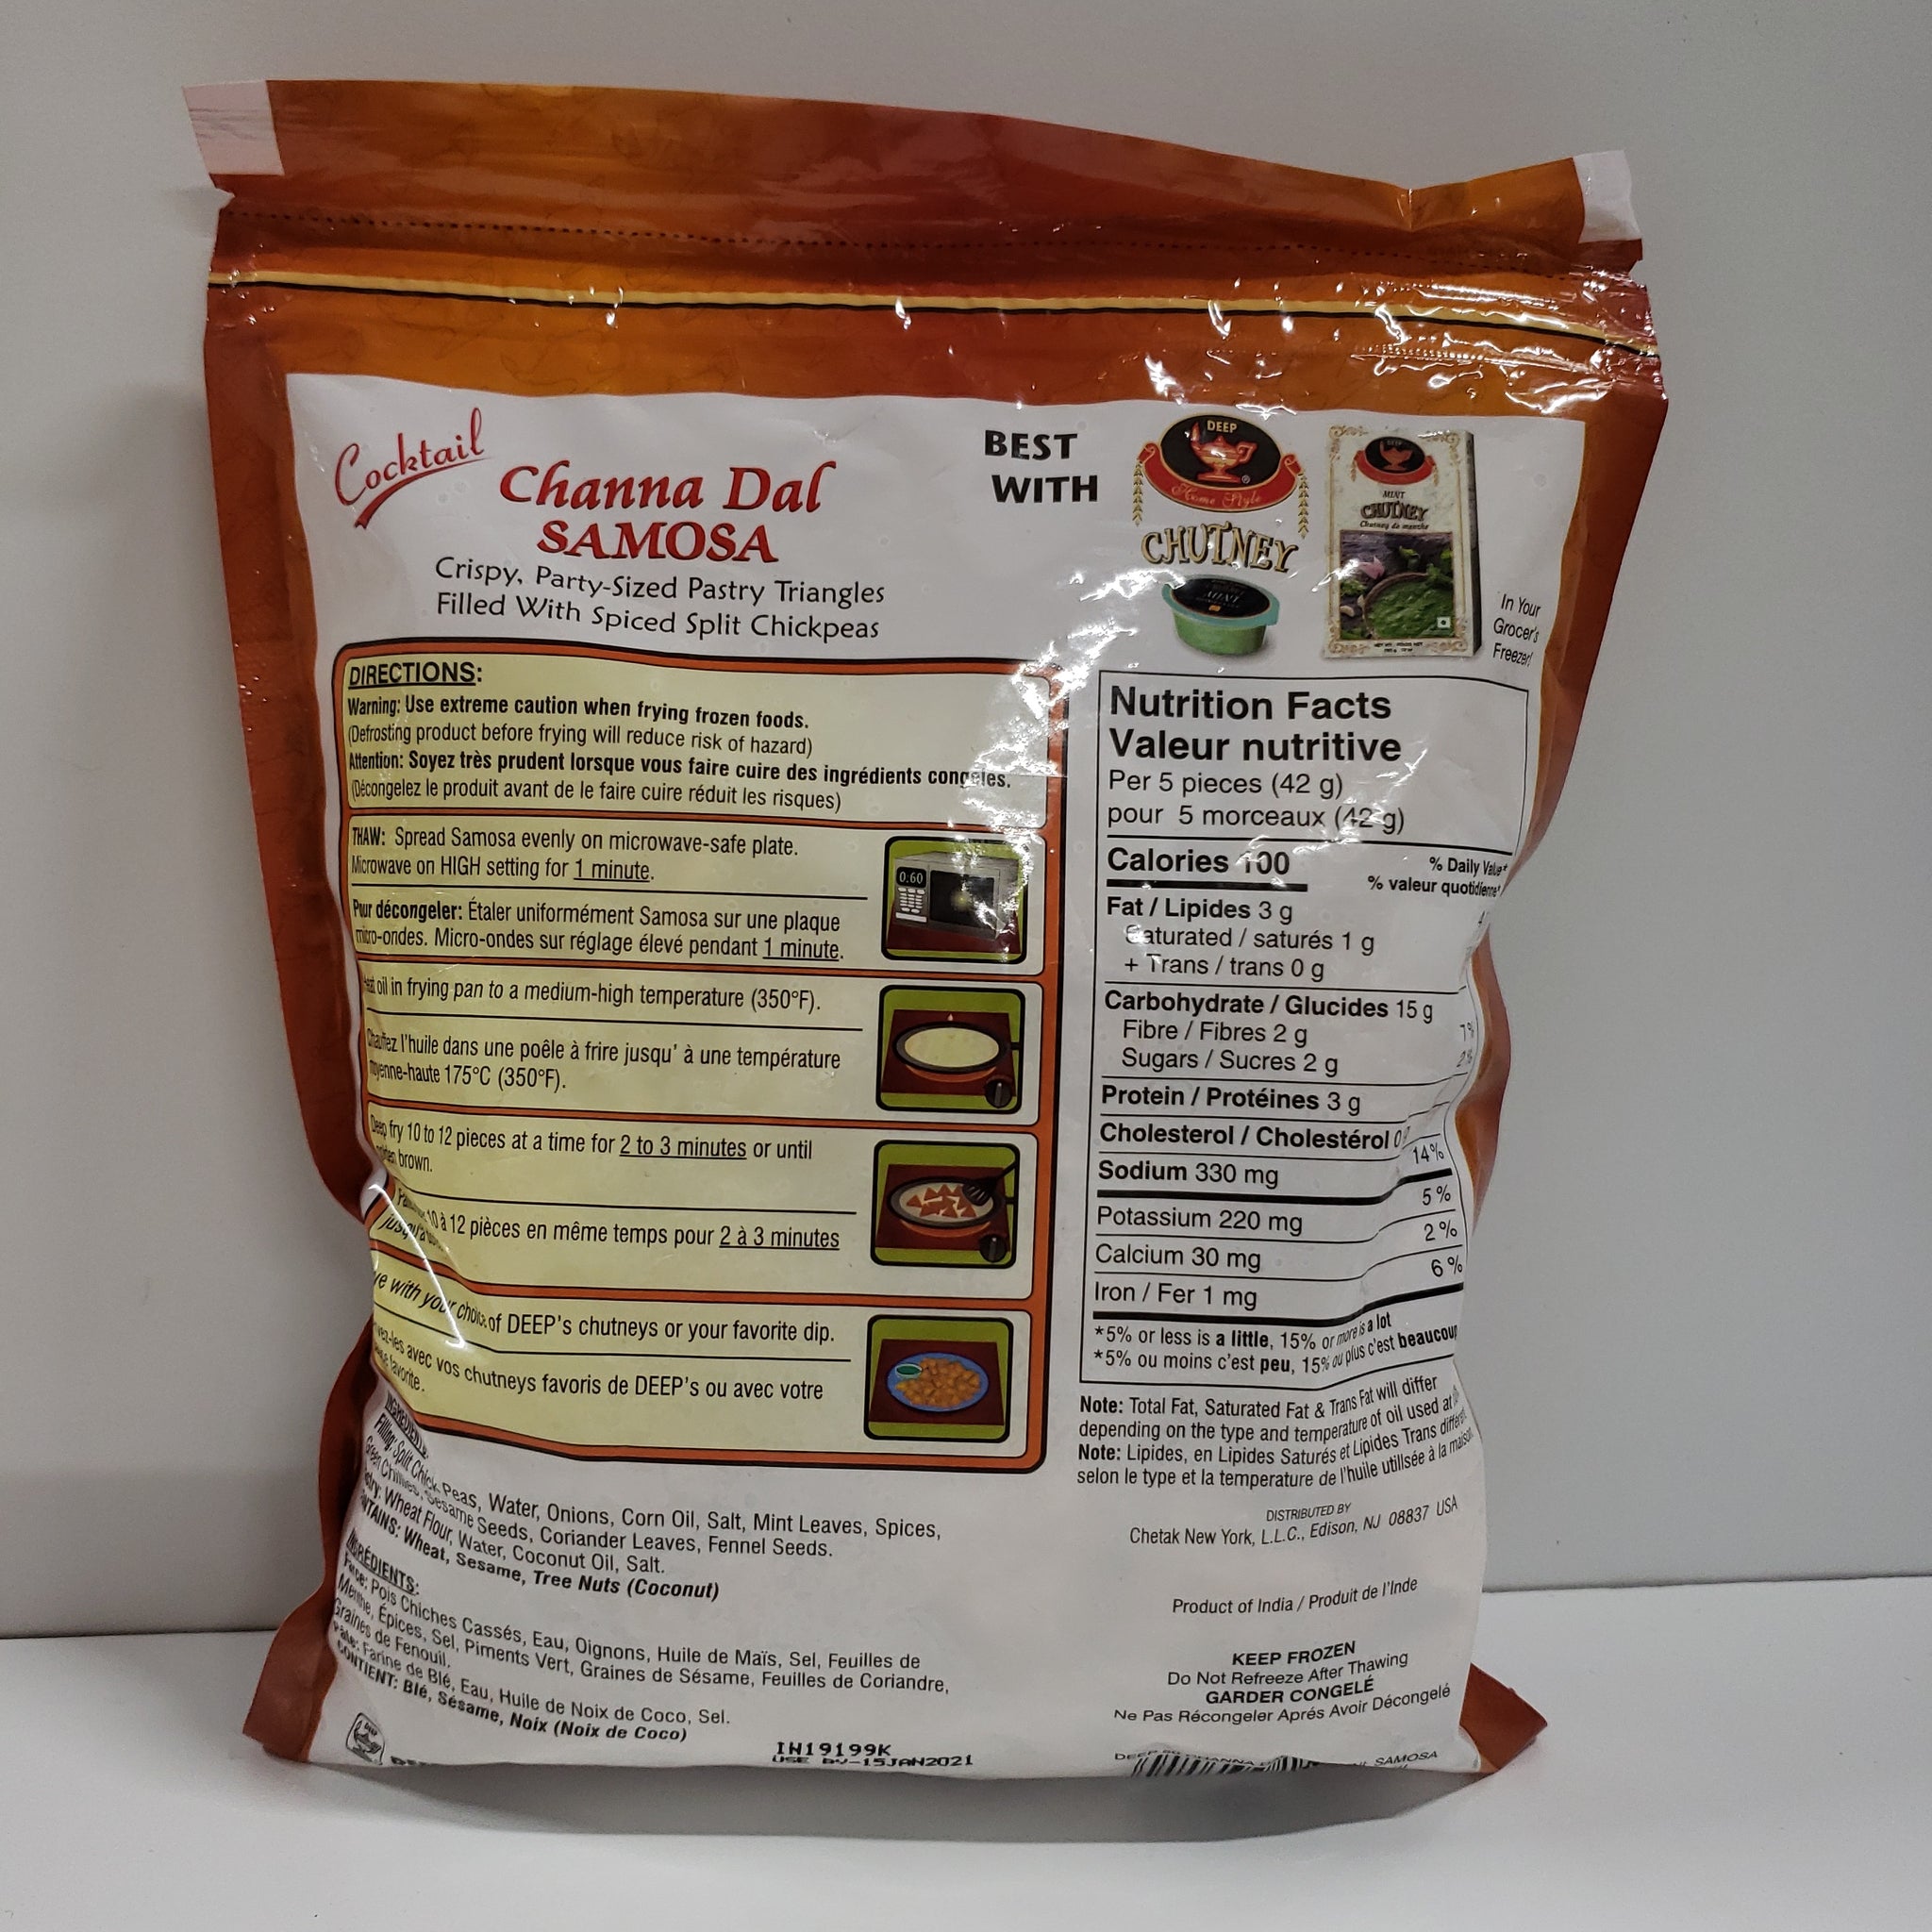 Cocktail
Channa Dal
SAMOSA
Crispy, Party-Sized Pastry Triangles
Filled With Spiced Split Chickpeas
BEST
WITH
DEEP
®
Home Style
CHUTNEY
MINT
DEEP
MINT
CHUTNEY
Chutney de menthe
In Your
Grocer's
Freezer!
DIRECTIONS:
Warning: Use extreme caution when frying frozen foods.
(Defrosting product before frying will reduce risk of hazard)
Attention: Soyez très prudent lorsque vous faire cuire des ingrédients congelés.
(Décongelez le produit avant de le faire cuire réduit les risques)
THAW: Spread Samosa evenly on microwave-safe plate.
Microwave on HIGH setting for 1 minute.
0.60
Pour décongeler: Étaler uniformément Samosa sur une plaque
micro-ondes. Micro-ondes sur réglage élevé pendant 1 minute.
Heat oil in frying pan to a medium-high temperature (350°F).
Chauffez l'huile dans une poêle à frire jusqu' à une température
moyenne-haute 175°C (350°F).
Deep fry 10 to 12 pieces at a time for 2 to 3 minutes or until
golden brown.
10 à 12 pièces en même temps pour 2 à 3 minutes
with your choice of DEEP's chutneys or your favorite dip.
avec vos chutneys favoris de DEEP's ou avec votre
favorite.
INGREDIENTS:
Filling: Split Chick Peas, Water, Onions, Corn Oil, Salt, Mint Leaves, Spices,
Green Chillies, Sesame Seeds, Coriander Leaves, Fennel Seeds.
Pastry: Wheat Flour, Water, Coconut Oil, Salt.
CONTAINS: Wheat, Sesame, Tree Nuts (Coconut)
INGRÉDIENTS:
Farce: Pois Chiches Cassés, Eau, Oignons, Huile de Maïs, Sel, Feuilles de
Menthe, Épices, Sel, Piments Vert, Graines de Sésame, Feuilles de Coriandre,
Graines de Fenouil.
Pate: Farine de Blé, Eau, Huile de Noix de Coco, Sel.
CONTIENT: Blé, Sésame, Noix (Noix de Coco)
DEEP
IN19199K
USE BY-15JAN2021
Nutrition Facts
Valeur nutritive
Per 5 pieces (42 g)
pour 5 morceaux (42 g)
Calories 100
% Daily Value*
% valeur quotidienne*
Fat / Lipides 3 g
Saturated / saturés 1 g
+ Trans / trans 0 g
Carbohydrate / Glucides 15 g
Fibre / Fibres 2 g 7%
Sugars / Sucres 2 g 2%
Protein / Protéines 3 g
Cholesterol / Cholestérol 0
Sodium 330 mg 14%
Potassium 220 mg 5 %
Calcium 30 mg 2 %
Iron / Fer 1 mg 6 %
*5% or less is a little, 15% or more is a lot
*5% ou moins c'est peu, 15% ou plus c'est beaucoup
Note: Total Fat, Saturated Fat & Trans Fat will differ
depending on the type and temperature of oil used at
Note: Lipides, en Lipides Saturés et Lipides Trans different
selon le type et la temperature de l'huile utilisée à la maison
DISTRIBUTED BY
Chetak New York, L.L.C., Edison, NJ 08837 USA
Product of India / Produit de l'Inde
KEEP FROZEN
Do Not Refreeze After Thawing
GARDER CONGELÉ
Ne Pas Récongeler Aprés Avoir Décongelé
DEEP
SAMOSA